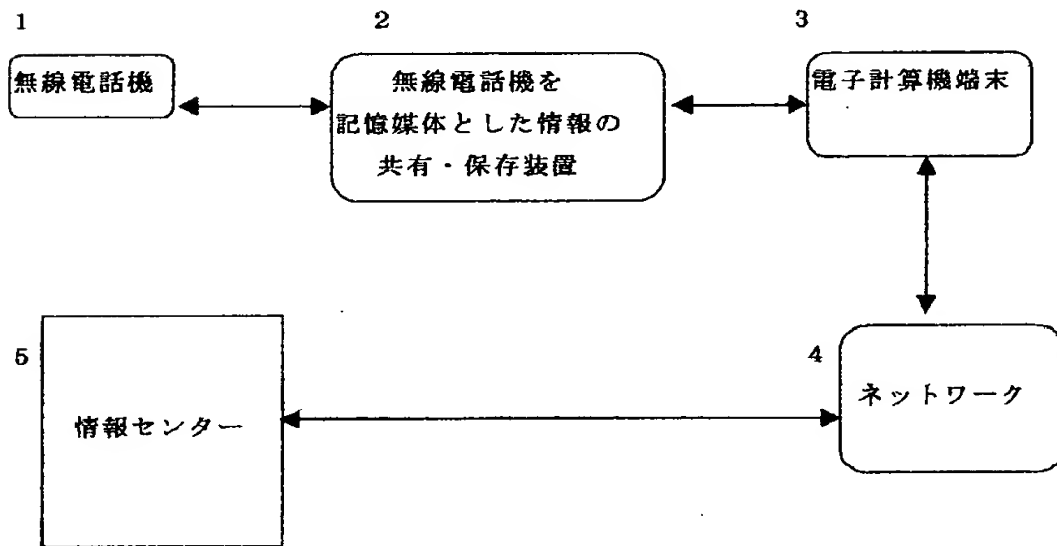 1
無線電話機
2
無線電話機を
記憶媒体とした情報の
共有・保存装置
3
電子計算機端末
4
ネットワーク
5
情報センター